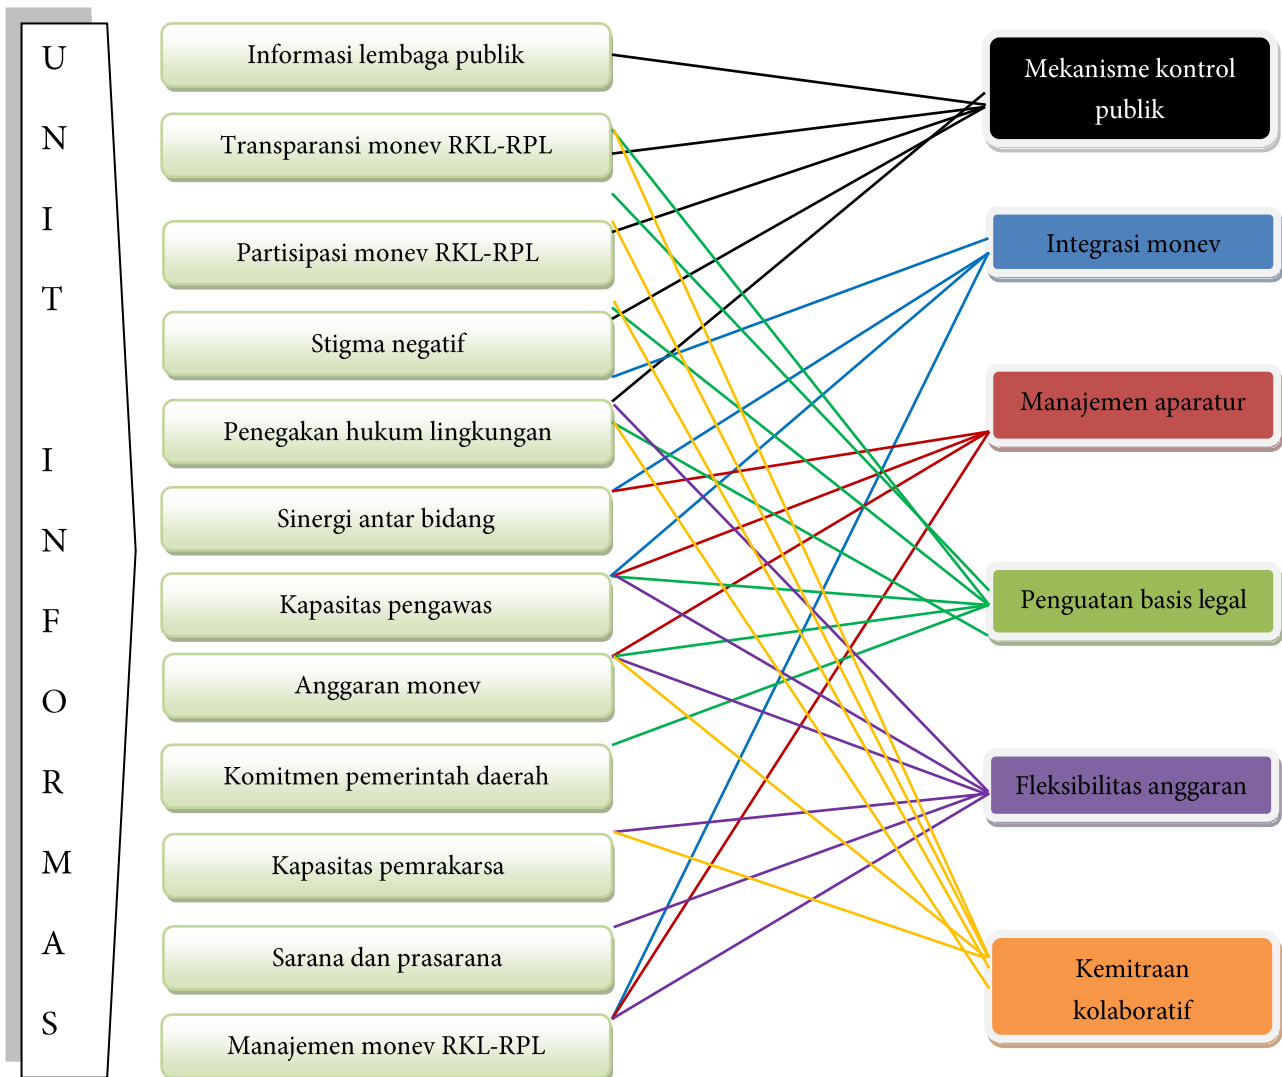 UNIT INFORMASI
Informasi lembaga publik
Transparansi monev RKL-RPL
Partisipasi monev RKL-RPL
Stigma negatif
Penegakan hukum lingkungan
Sinergi antar bidang
Kapasitas pengawas
Anggaran monev
Komitmen pemerintah daerah
Kapasitas pemrakarsa
Sarana dan prasarana
Manajemen monev RKL-RPL
Mekanisme kontrol
publik
Integrasi monev
Manajemen aparatur
Penguatan basis legal
Fleksibilitas anggaran
Kemitraan
kolaboratif